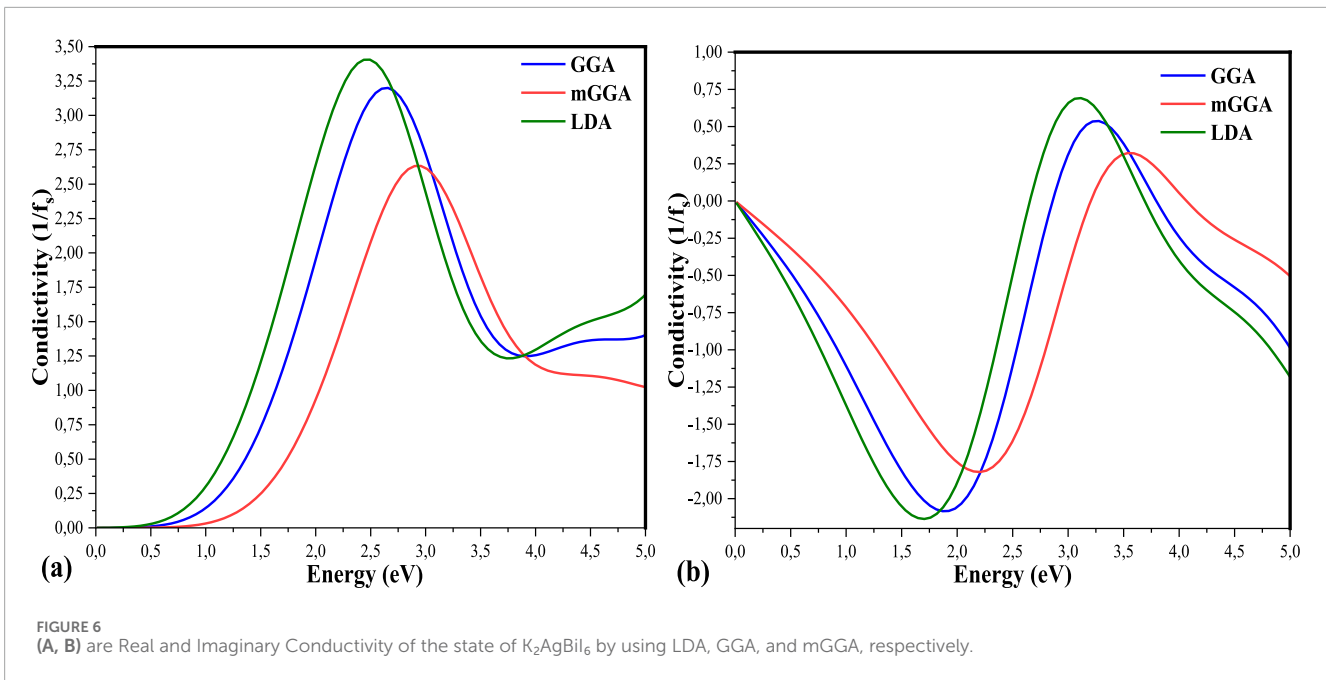 3,50
3,25
3,00
2,75
2,50
2,25
2,00
1,75
1,50
1,25
1,00
0,75
0,50
0,25
0,00
Condictivity (1/fs)
GGA
mGGA
LDA
0,0 0,5 1,0 1,5 2,0 2,5 3,0 3,5 4,0 4,5 5,0
(a)
Energy (eV)
1,00
0,75
0,50
0,25
0,00
-0,25
-0,50
-0,75
-1,00
-1,25
-1,50
-1,75
-2,00
Condictivity (1/fs)
GGA
mGGA
LDA
0,0 0,5 1,0 1,5 2,0 2,5 3,0 3,5 4,0 4,5 5,0
(b)
Energy (eV)
FIGURE 6
(A, B) are Real and Imaginary Conductivity of the state of K₂AgBiI₆ by using LDA, GGA, and mGGA, respectively.